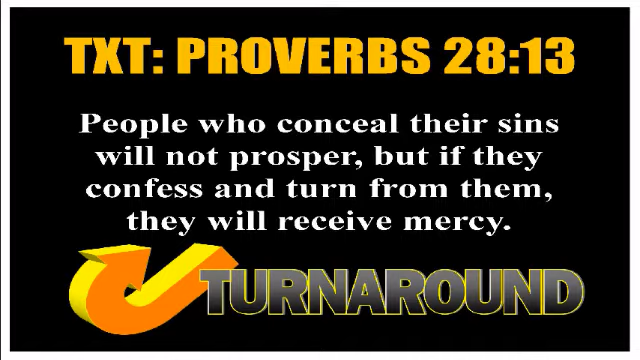 TXT: PROVERBS 28:13
People who conceal their sins
will not prosper, but if they
confess and turn from them,
they will receive mercy.
TURNAROUND